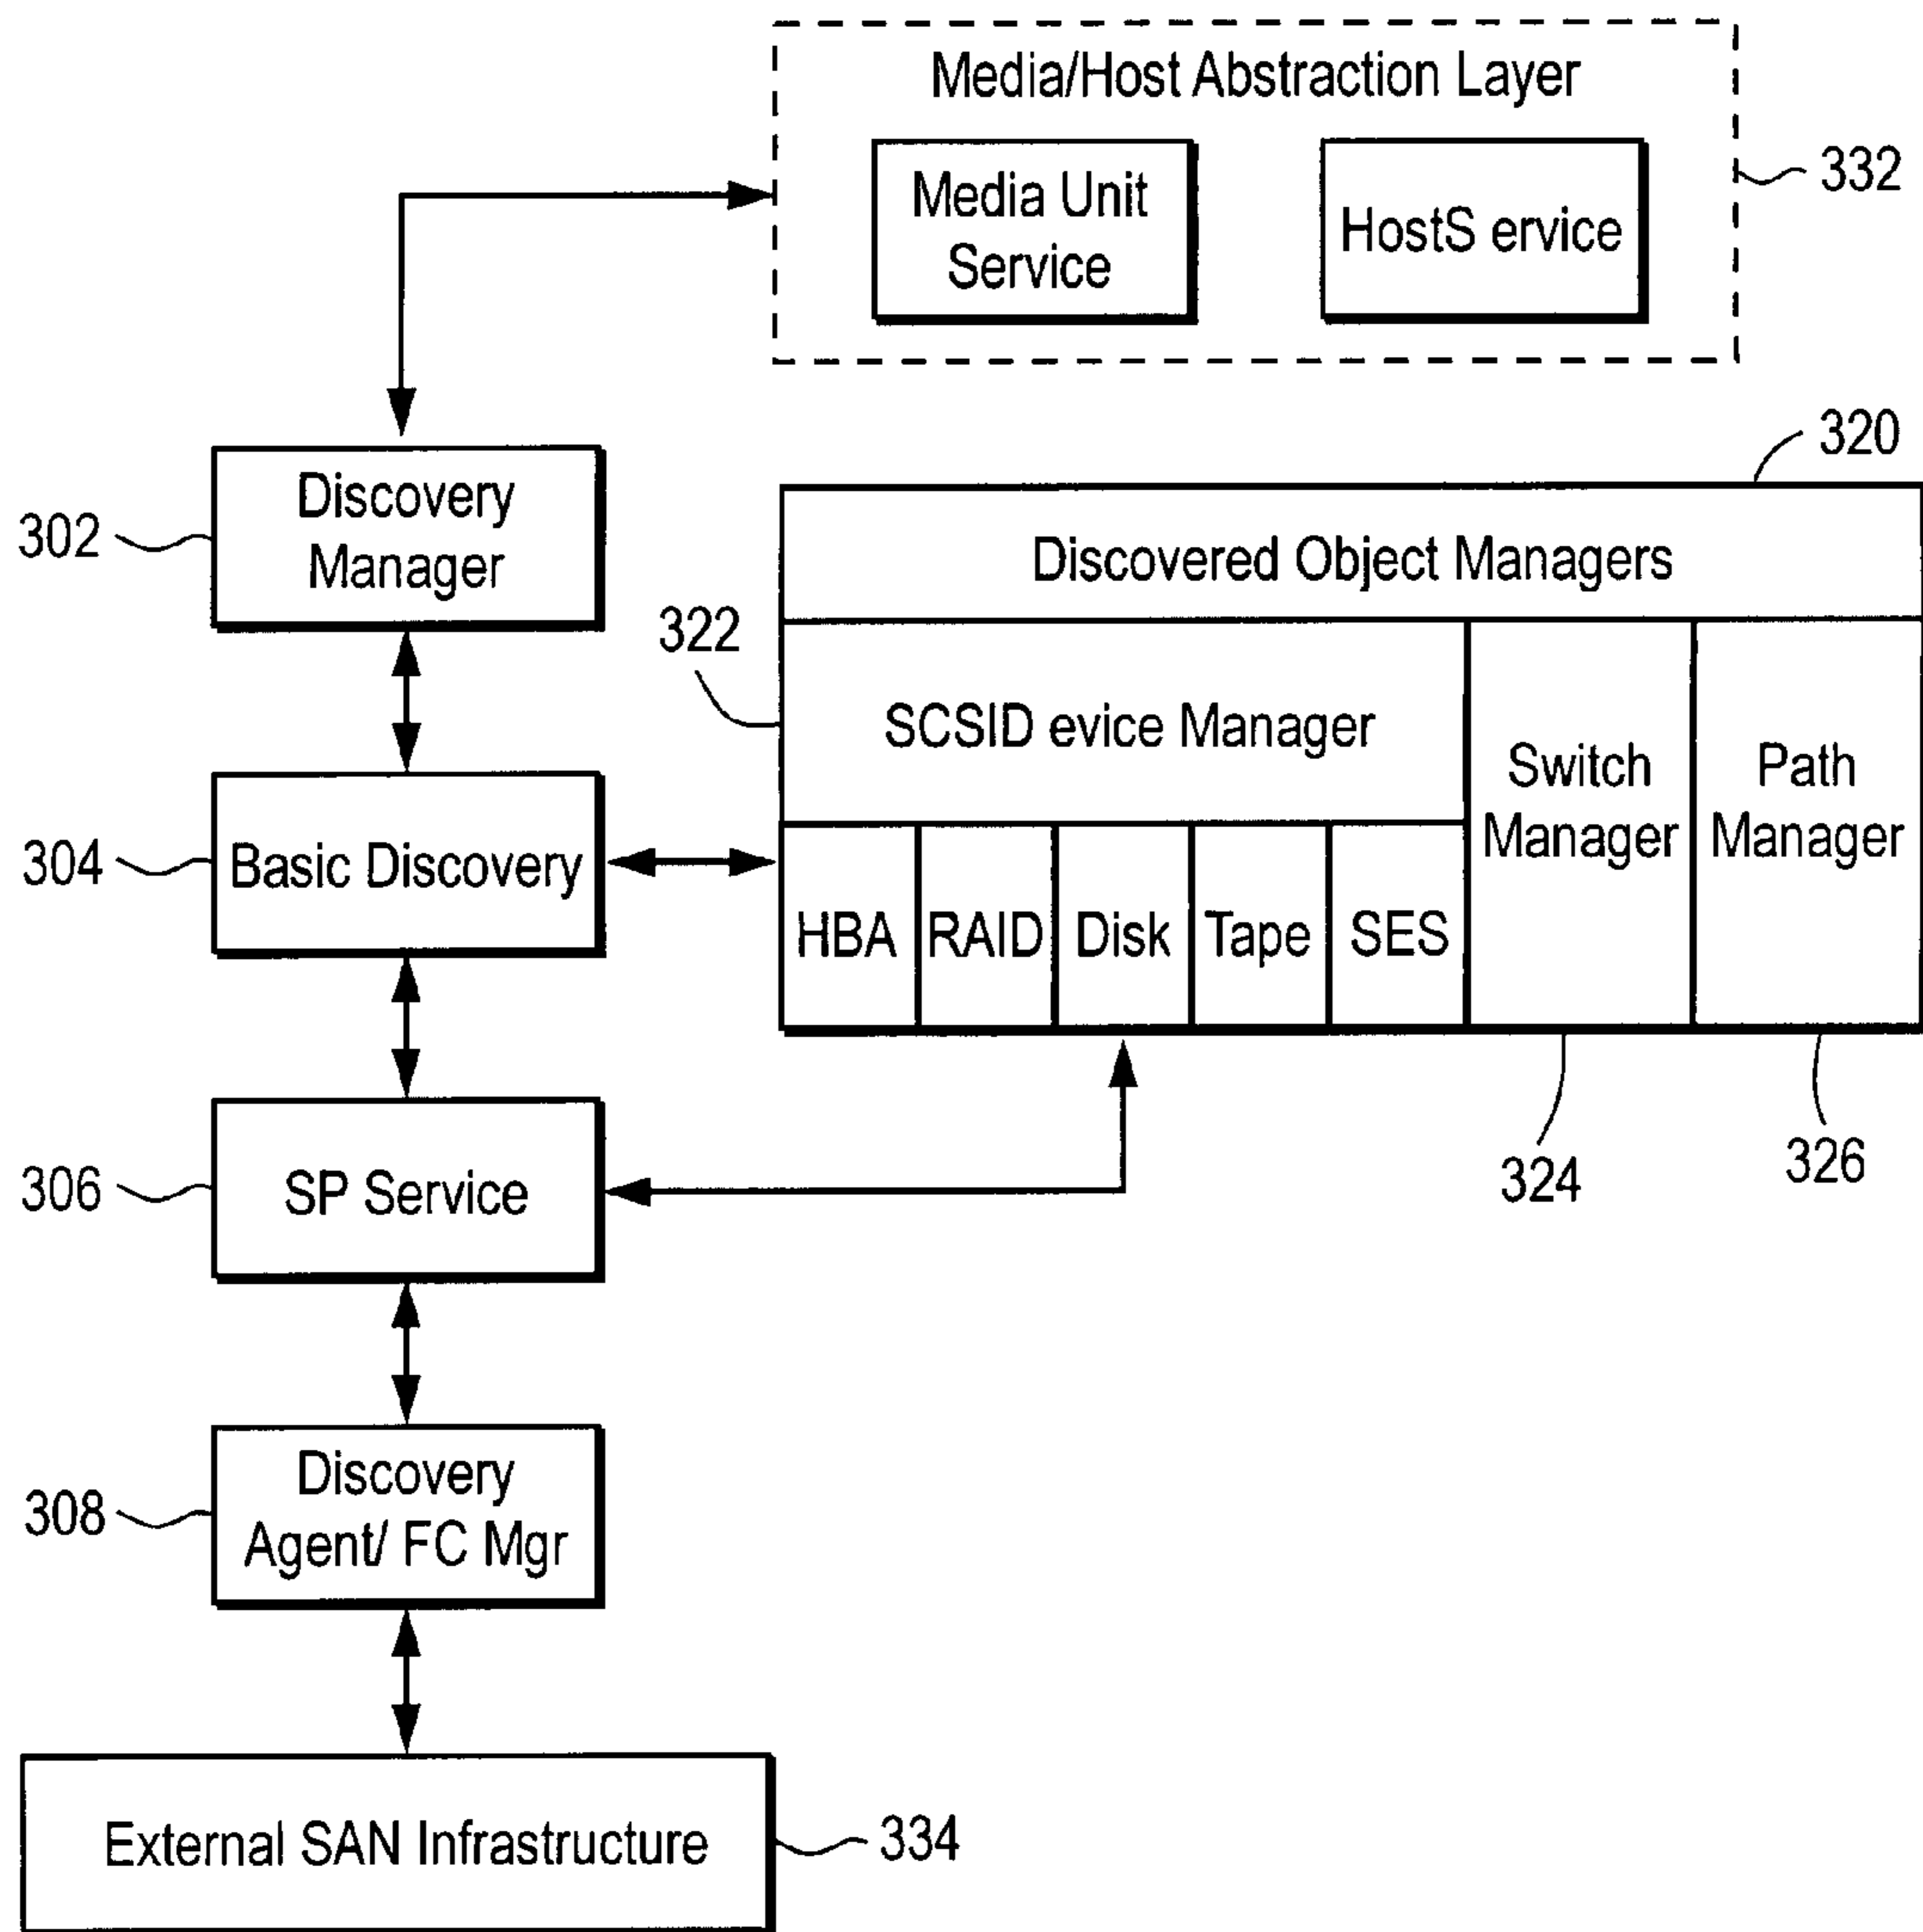 Media/Host Abstraction Layer
Media Unit
Service
HostS ervice
332
Discovery
Manager
302
320
Discovered Object Managers
322
SCSID evice Manager
Switch
Manager
Path
Manager
HBA
RAID
Disk
Tape
SES
304
Basic Discovery
324
326
306
SP Service
308
Discovery
Agent/ FC Mgr
External SAN Infrastructure
334